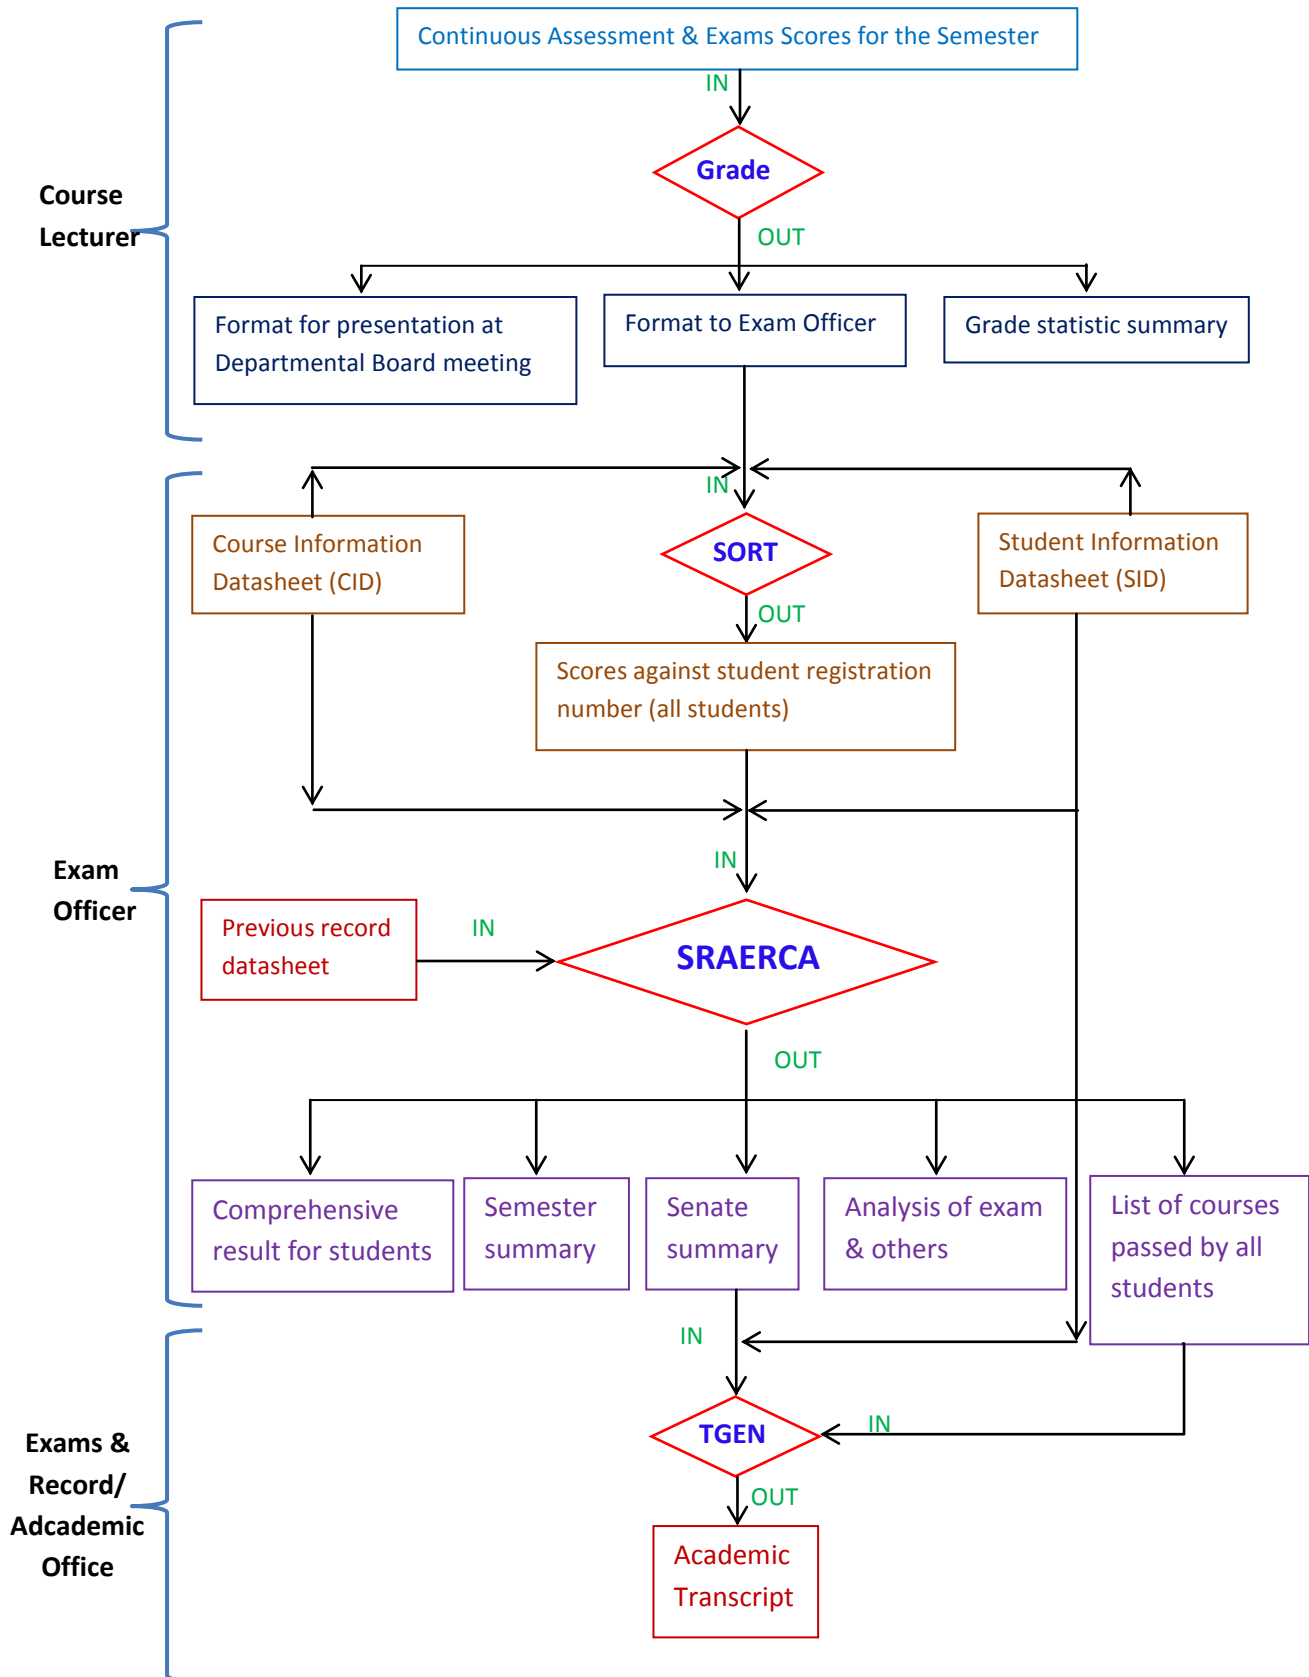 Continuous Assessment & Exams Scores for the Semester
IN
Grade
Course
Lecturer
OUT
Format for presentation at
Departmental Board meeting
Format to Exam Officer
Grade statistic summary
IN
Course Information
Datasheet (CID)
SORT
Student Information
Datasheet (SID)
OUT
Scores against student registration
number (all students)
IN
Exam
Officer
Previous record
datasheet
IN
SRAERCA
OUT
Comprehensive
result for students
Semester
summary
Senate
summary
Analysis of exam
& others
List of courses
passed by all
students
IN
TGEN
IN
Exams &
Record/
Adcademic
Office
OUT
Academic
Transcript